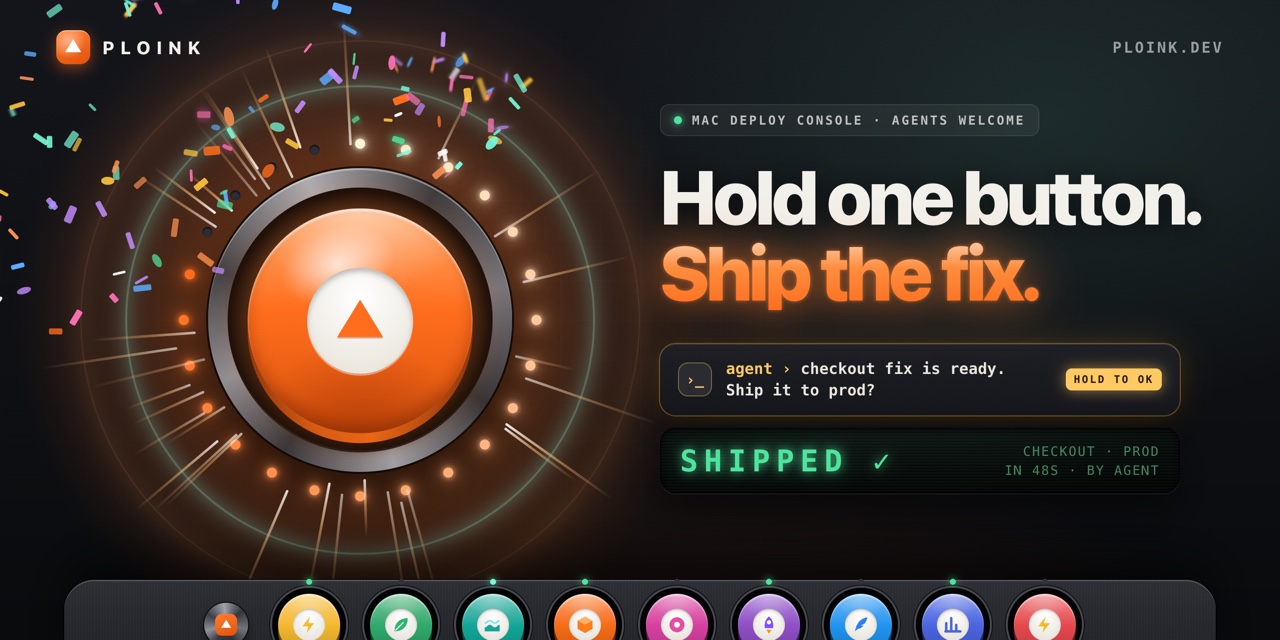 PLOINK
PLOINK.DEV
MAC DEPLOY CONSOLE · AGENTS WELCOME
Hold one button.
Ship the fix.
›_
agent › checkout fix is ready.
Ship it to prod?
HOLD TO OK
SHIPPED ✓
CHECKOUT · PROD
IN 48S · BY AGENT